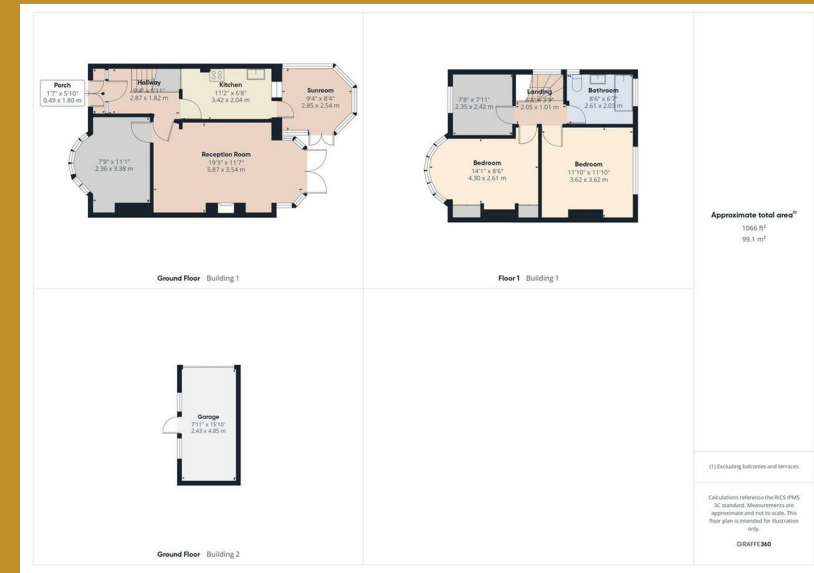 Porch
1'7" x 5'10"
0.49 x 1.80 m
Hallway
9'4" x 5'11"
2.87 x 1.82 m
Kitchen
11'2" x 6'8"
3.42 x 2.04 m
Sunroom
9'4" x 8'4"
2.85 x 2.54 m
7'9" x 11'1"
2.36 x 3.38 m
Reception Room
19'3" x 11'7"
5.87 x 3.54 m
Ground Floor Building 1
7'8" x 7'11"
2.35 x 2.42 m
Landing
2.05 x 1.01 m
Bathroom
8'6" x 6'7"
2.61 x 2.03 m
Bedroom
14'1" x 8'6"
4.30 x 2.61 m
Bedroom
11'10" x 11'10"
3.62 x 3.62 m
Floor 1 Building 1
Approximate total area(1)
1066 ft²
99.1 m²
Garage
7'11" x 15'10"
2.43 x 4.85 m
Ground Floor Building 2
(1) Excluding balconies and terraces
Calculations reference the RICS IPMS
3C standard. Measurements are
approximate and not to scale. This
floor plan is intended for illustration
only.
GIRAFFE360